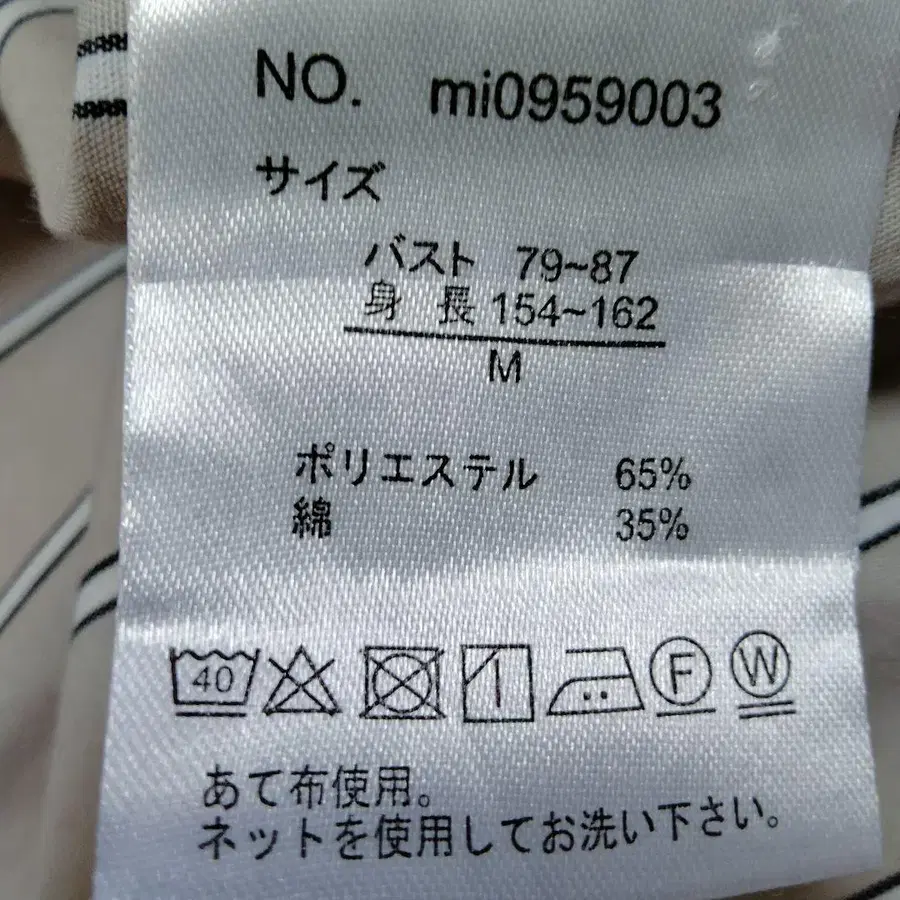 NO. mi0959003
サイズ
バスト 79~87
身 長 154~162
M
ポリエステル 65%
綿 35%
40 F W
あて布使用。
ネットを使用してお洗い下さい。